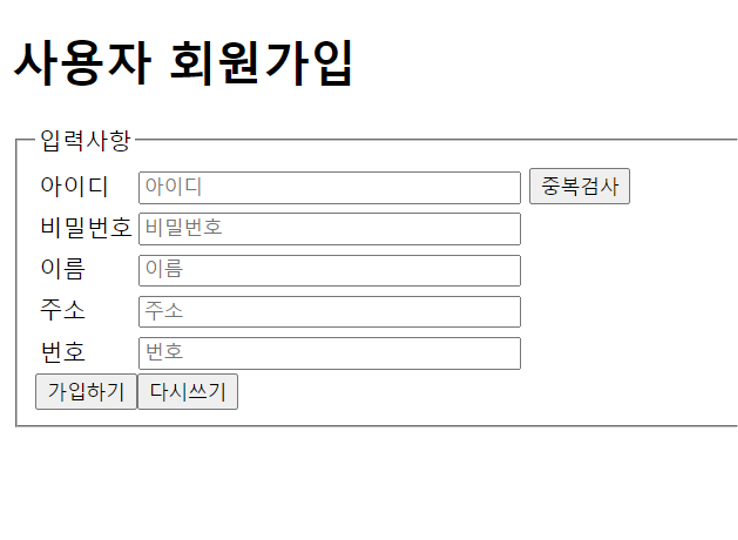 사용자 회원가입
입력사항
아이디 아이디 중복검사
비밀번호 비밀번호
이름 이름
주소 주소
번호 번호
가입하기 다시쓰기